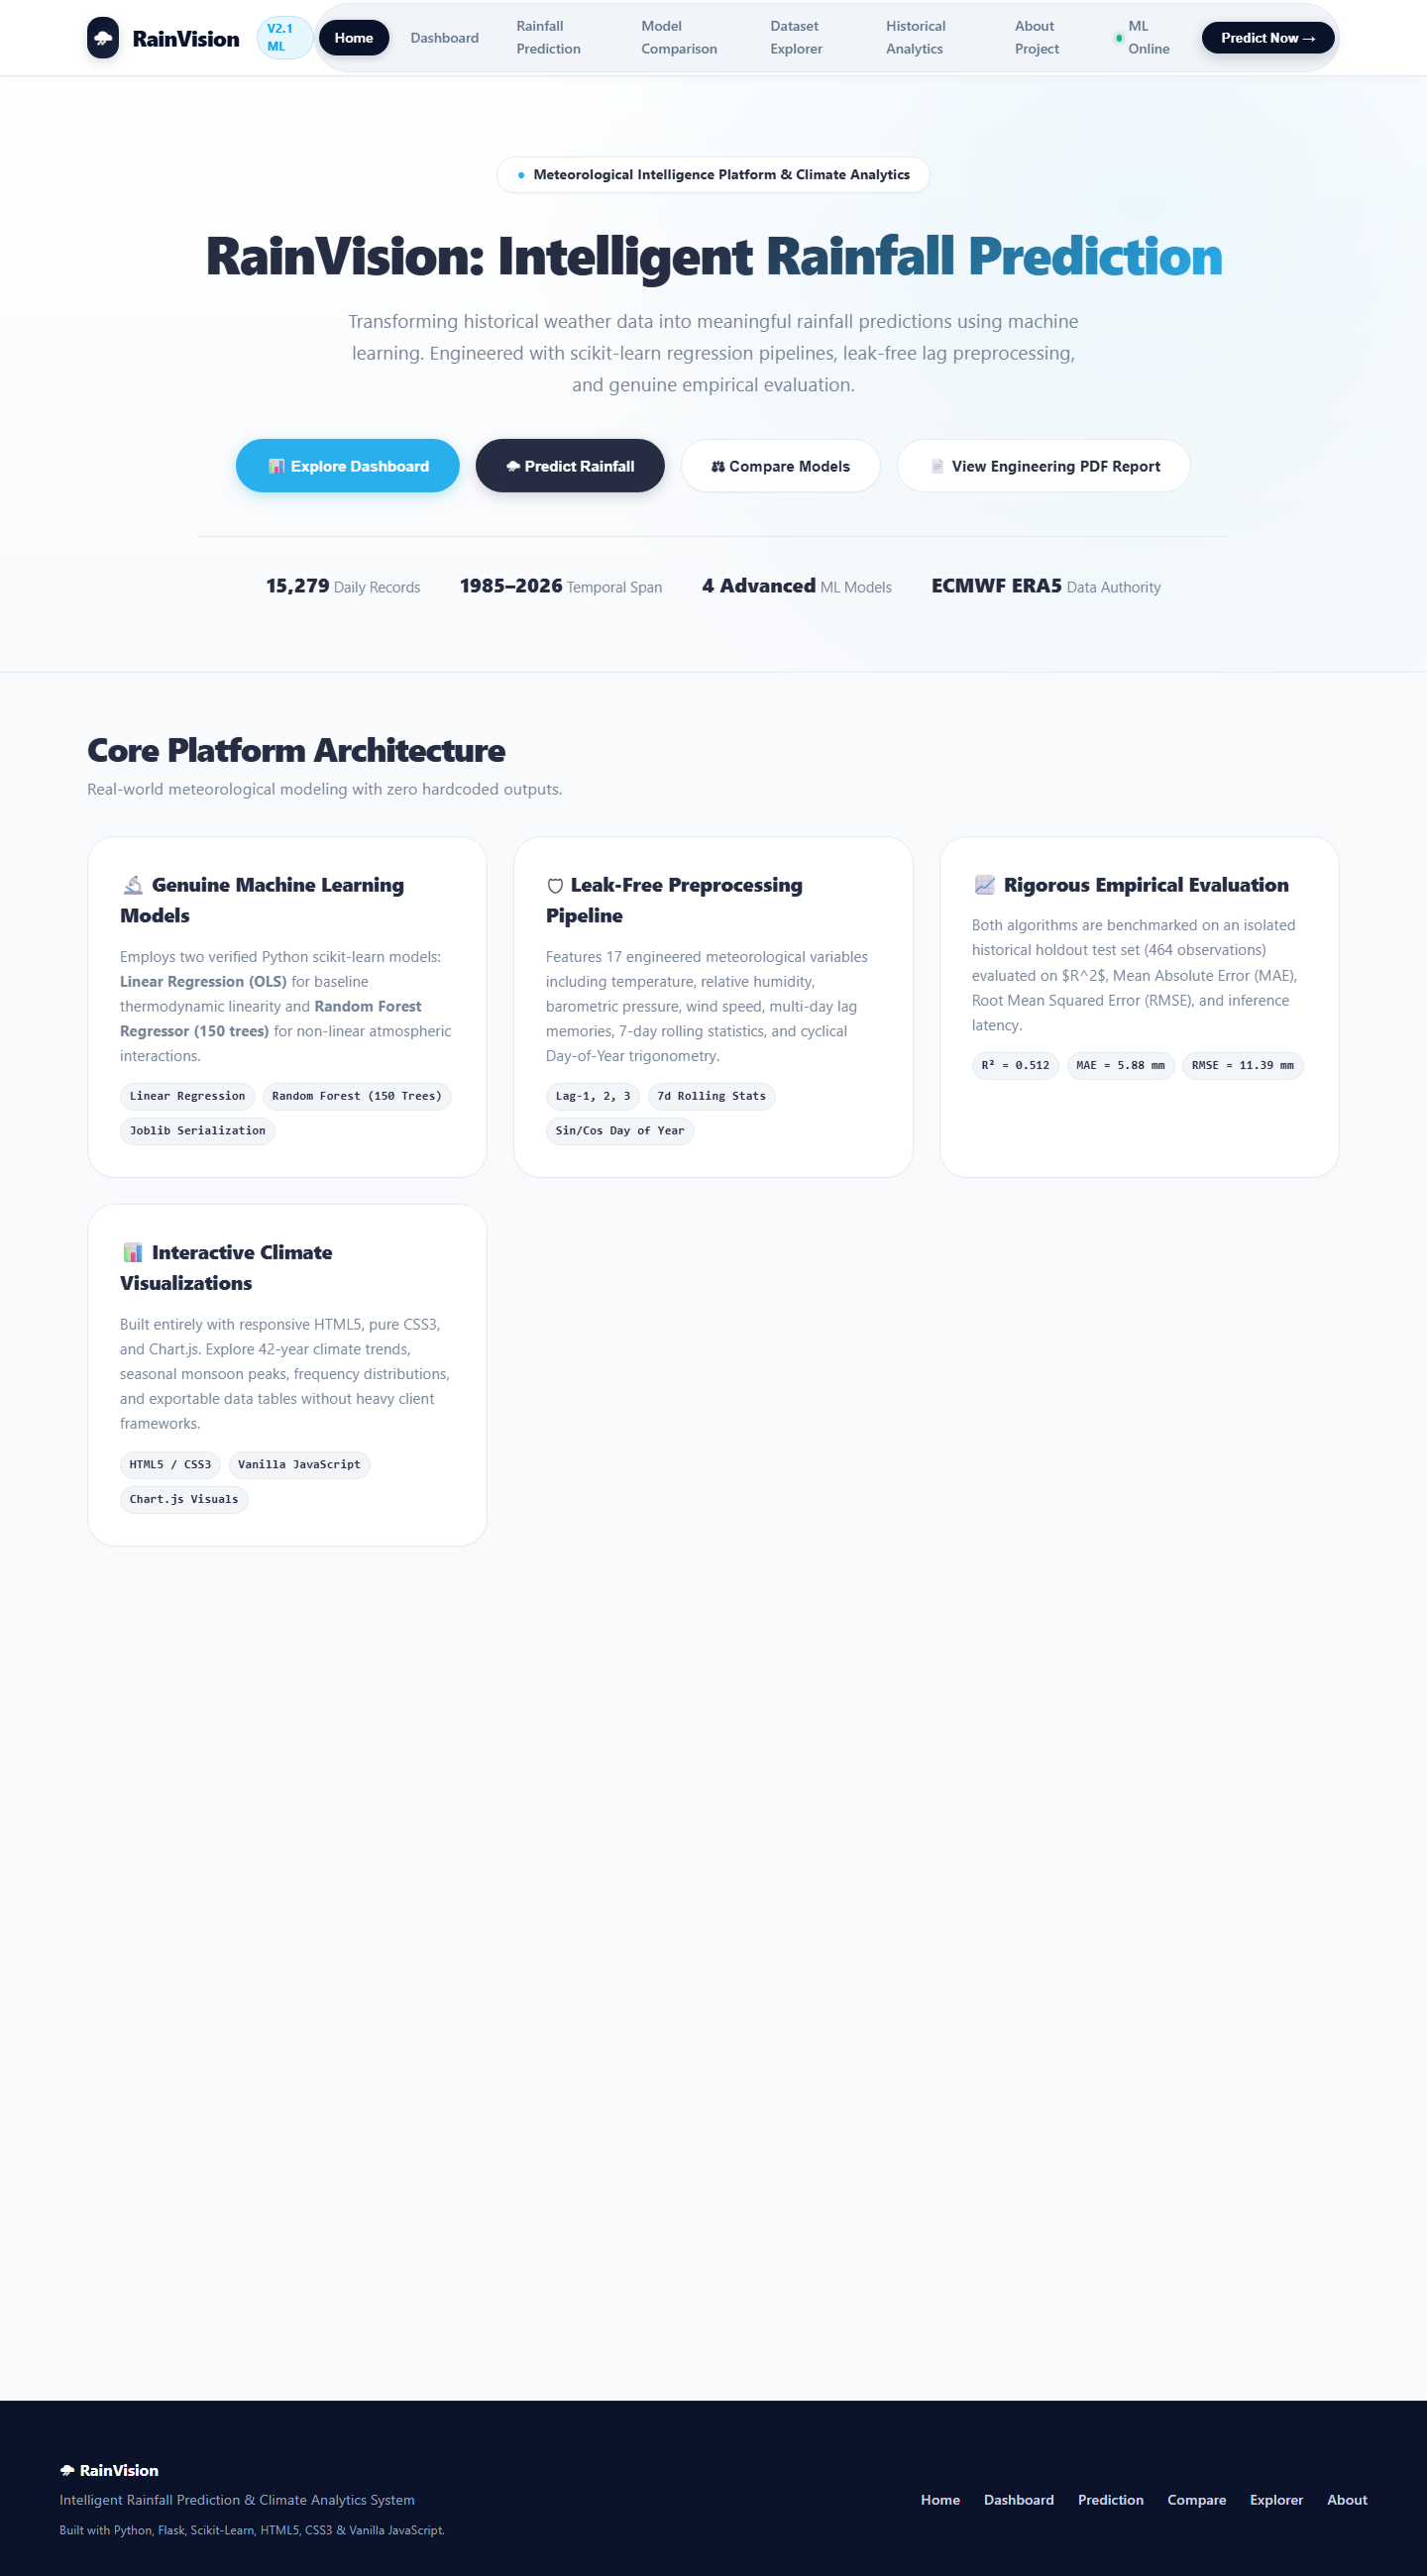 RainVision
V2.1
ML
Home
Dashboard
Rainfall
Prediction
Model
Comparison
Dataset
Explorer
Historical
Analytics
About
Project
ML
Online
Predict Now →
Meteorological Intelligence Platform & Climate Analytics
RainVision: Intelligent Rainfall Prediction
Transforming historical weather data into meaningful rainfall predictions using machine
learning. Engineered with scikit-learn regression pipelines, leak-free lag preprocessing,
and genuine empirical evaluation.
Explore Dashboard
Predict Rainfall
Compare Models
View Engineering PDF Report
15,279 Daily Records
1985–2026 Temporal Span
4 Advanced ML Models
ECMWF ERA5 Data Authority
Core Platform Architecture
Real-world meteorological modeling with zero hardcoded outputs.
Genuine Machine Learning
Models
Employs two verified Python scikit-learn models:
Linear Regression (OLS) for baseline
thermodynamic linearity and Random Forest
Regressor (150 trees) for non-linear atmospheric
interactions.
Linear Regression
Random Forest (150 Trees)
Joblib Serialization
Leak-Free Preprocessing
Pipeline
Features 17 engineered meteorological variables
including temperature, relative humidity,
barometric pressure, wind speed, multi-day lag
memories, 7-day rolling statistics, and cyclical
Day-of-Year trigonometry.
Lag-1, 2, 3
7d Rolling Stats
Sin/Cos Day of Year
Rigorous Empirical Evaluation
Both algorithms are benchmarked on an isolated
historical holdout test set (464 observations)
evaluated on $R^2$, Mean Absolute Error (MAE),
Root Mean Squared Error (RMSE), and inference
latency.
R² = 0.512
MAE = 5.88 mm
RMSE = 11.39 mm
Interactive Climate
Visualizations
Built entirely with responsive HTML5, pure CSS3,
and Chart.js. Explore 42-year climate trends,
seasonal monsoon peaks, frequency distributions,
and exportable data tables without heavy client
frameworks.
HTML5 / CSS3
Vanilla JavaScript
Chart.js Visuals
RainVision
Intelligent Rainfall Prediction & Climate Analytics System
Built with Python, Flask, Scikit-Learn, HTML5, CSS3 & Vanilla JavaScript.
Home
Dashboard
Prediction
Compare
Explorer
About